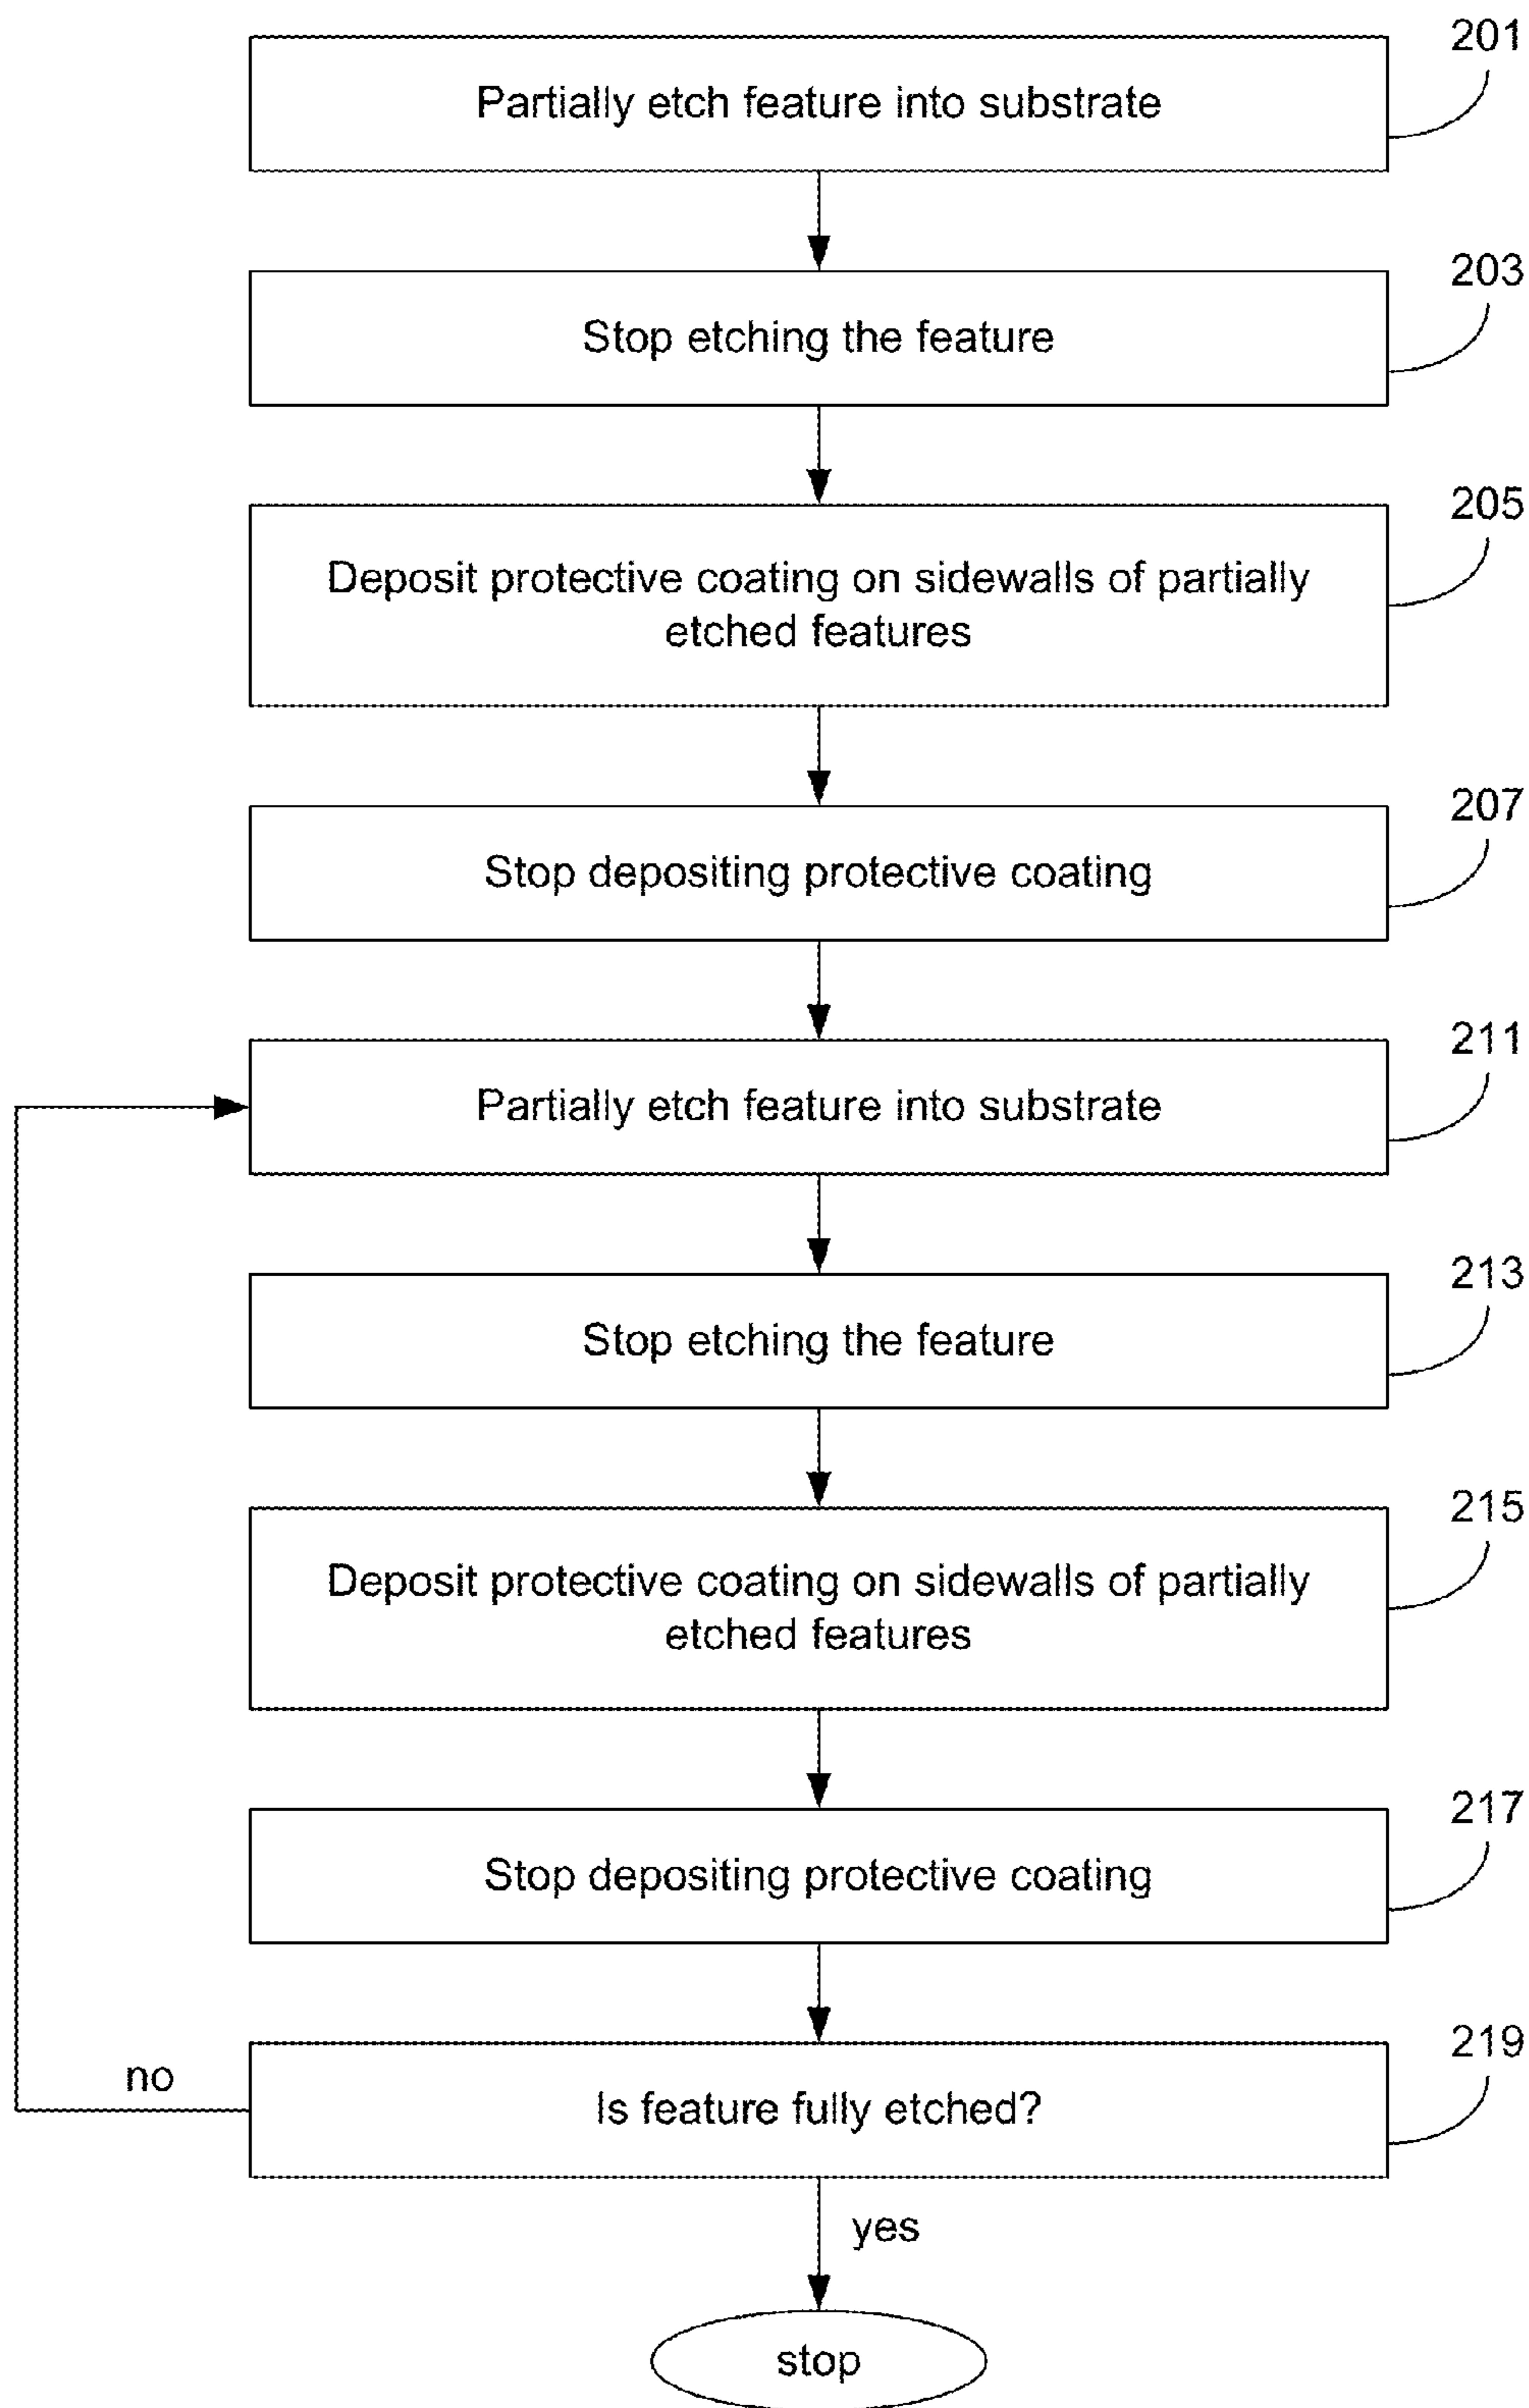 201
Partially etch feature into substrate
203
Stop etching the feature
205
Deposit protective coating on sidewalls of partially
etched features
207
Stop depositing protective coating
211
Partially etch feature into substrate
213
Stop etching the feature
215
Deposit protective coating on sidewalls of partially
etched features
217
Stop depositing protective coating
219
no
Is feature fully etched?
yes
stop